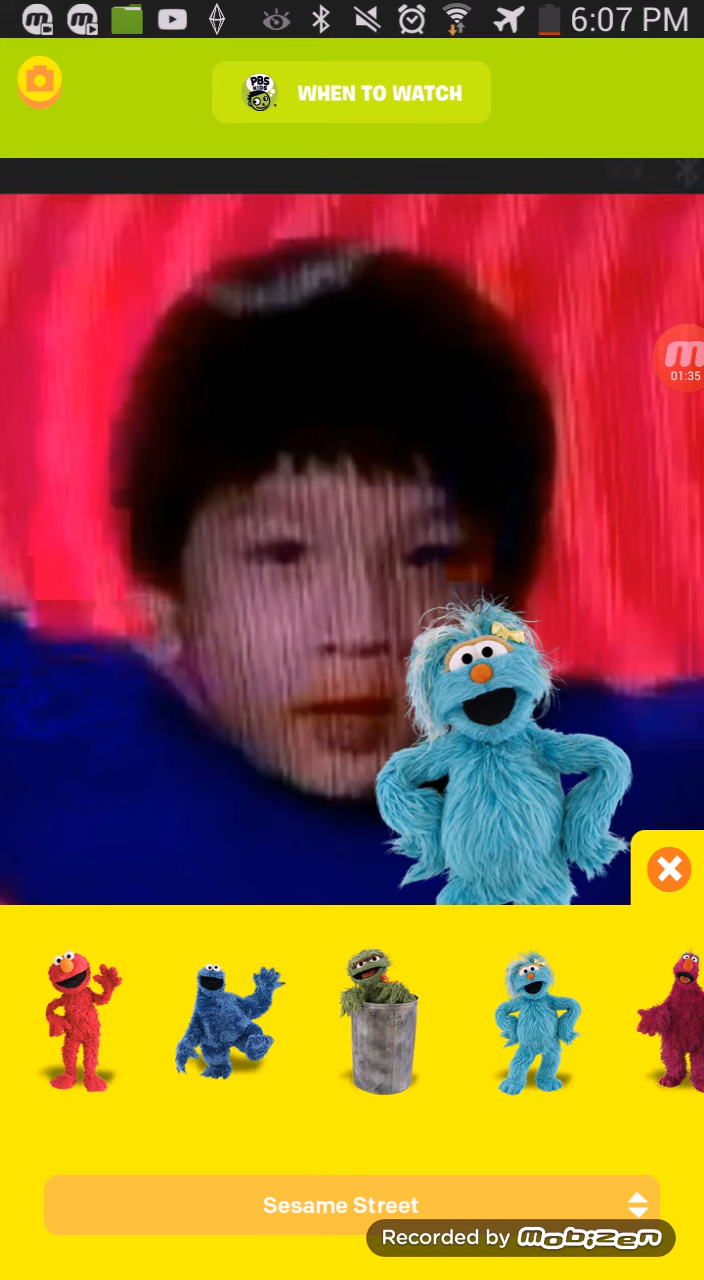 6:07 PM
PBS KIDS
WHEN TO WATCH
01:35
Sesame Street
Recorded by mobizen